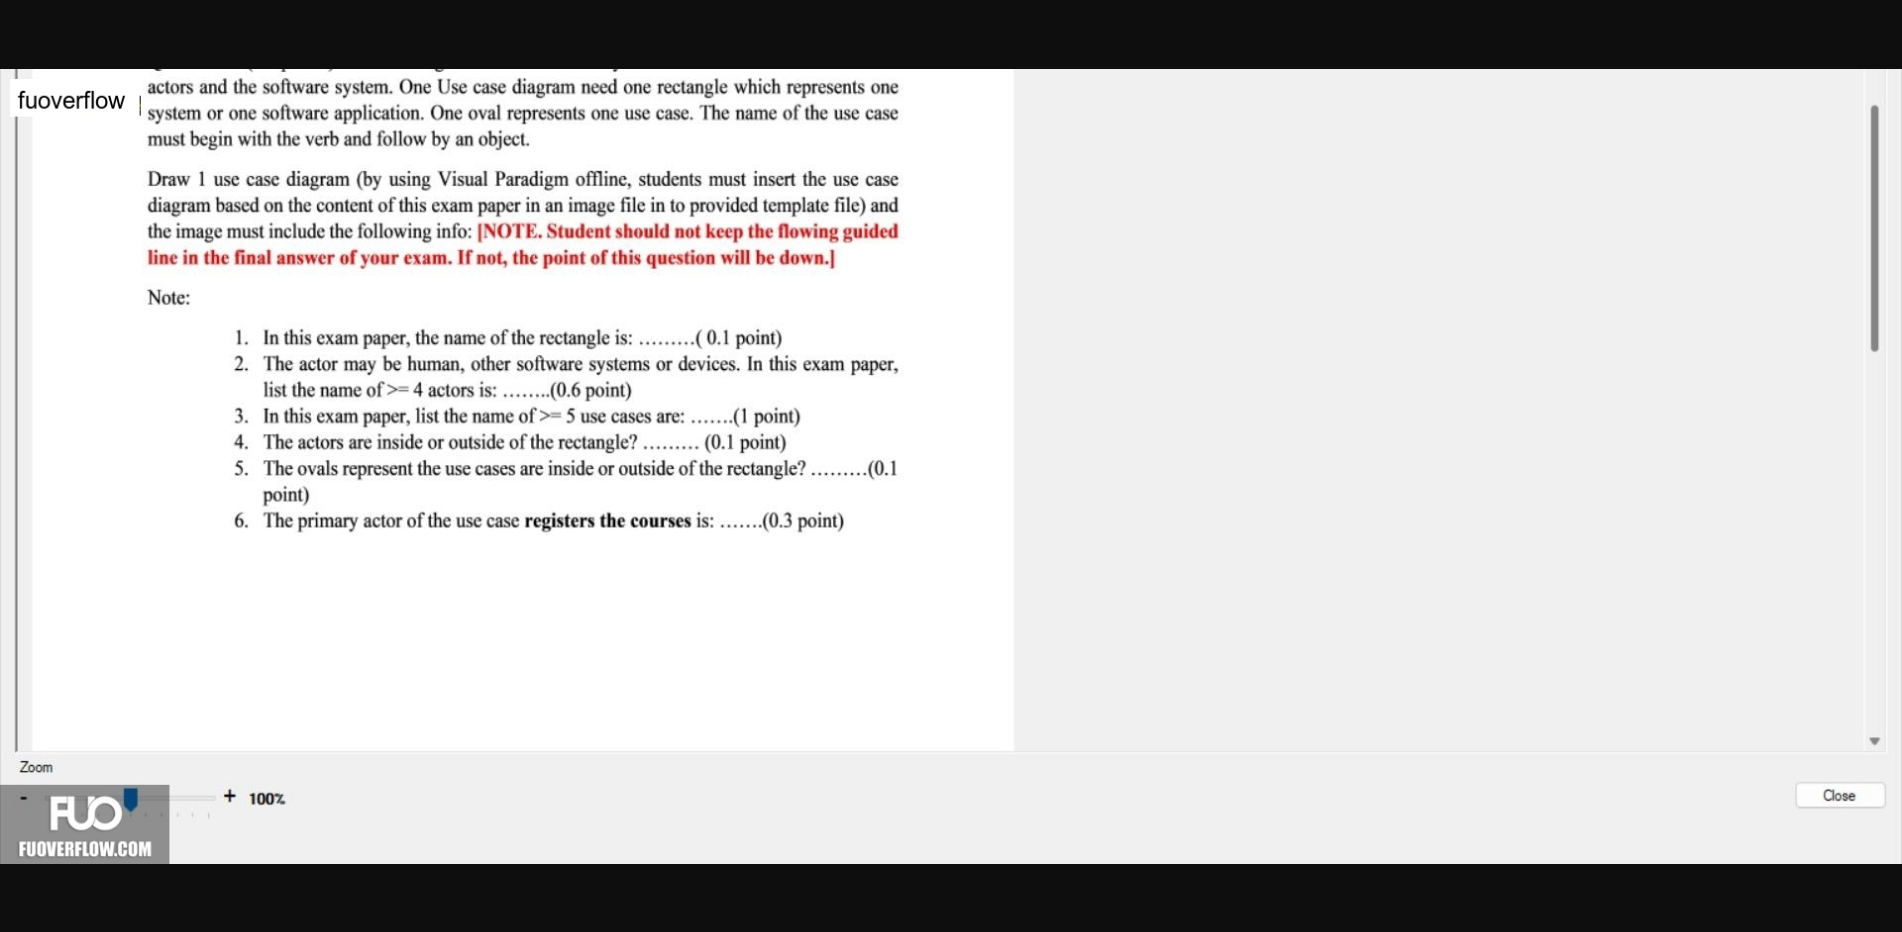 fuoverflow
actors and the software system. One Use case diagram need one rectangle which represents one
system or one software application. One oval represents one use case. The name of the use case
must begin with the verb and follow by an object.
Draw 1 use case diagram (by using Visual Paradigm offline, students must insert the use case
diagram based on the content of this exam paper in an image file in to provided template file) and
the image must include the following info: [NOTE. Student should not keep the flowing guided
line in the final answer of your exam. If not, the point of this question will be down.]
Note:
1. In this exam paper, the name of the rectangle is: .........( 0.1 point)
2. The actor may be human, other software systems or devices. In this exam paper,
list the name of >= 4 actors is: ........(0.6 point)
3. In this exam paper, list the name of >= 5 use cases are: .......(1 point)
4. The actors are inside or outside of the rectangle? ......... (0.1 point)
5. The ovals represent the use cases are inside or outside of the rectangle? .........(0.1
point)
6. The primary actor of the use case registers the courses is: .......(0.3 point)
Zoom
- + 100%
Close
FUO
FUOVERFLOW.COM